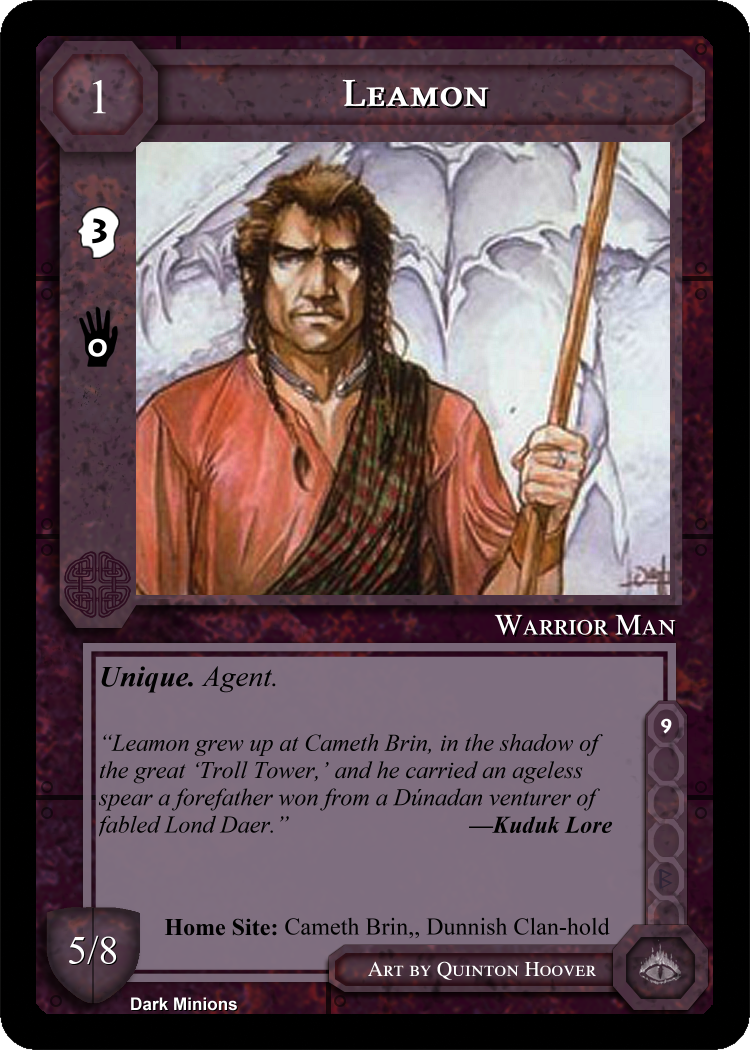 1
LEAMON
3
0
WARRIOR MAN
Unique. Agent.
9
“Leamon grew up at Cameth Brin, in the shadow of
the great ‘Troll Tower,’ and he carried an ageless
spear a forefather won from a Dúnadan venturer of
fabled Lond Daer.” —Kuduk Lore
Home Site: Cameth Brin,, Dunnish Clan-hold
5/8
ART BY QUINTON HOOVER
Dark Minions